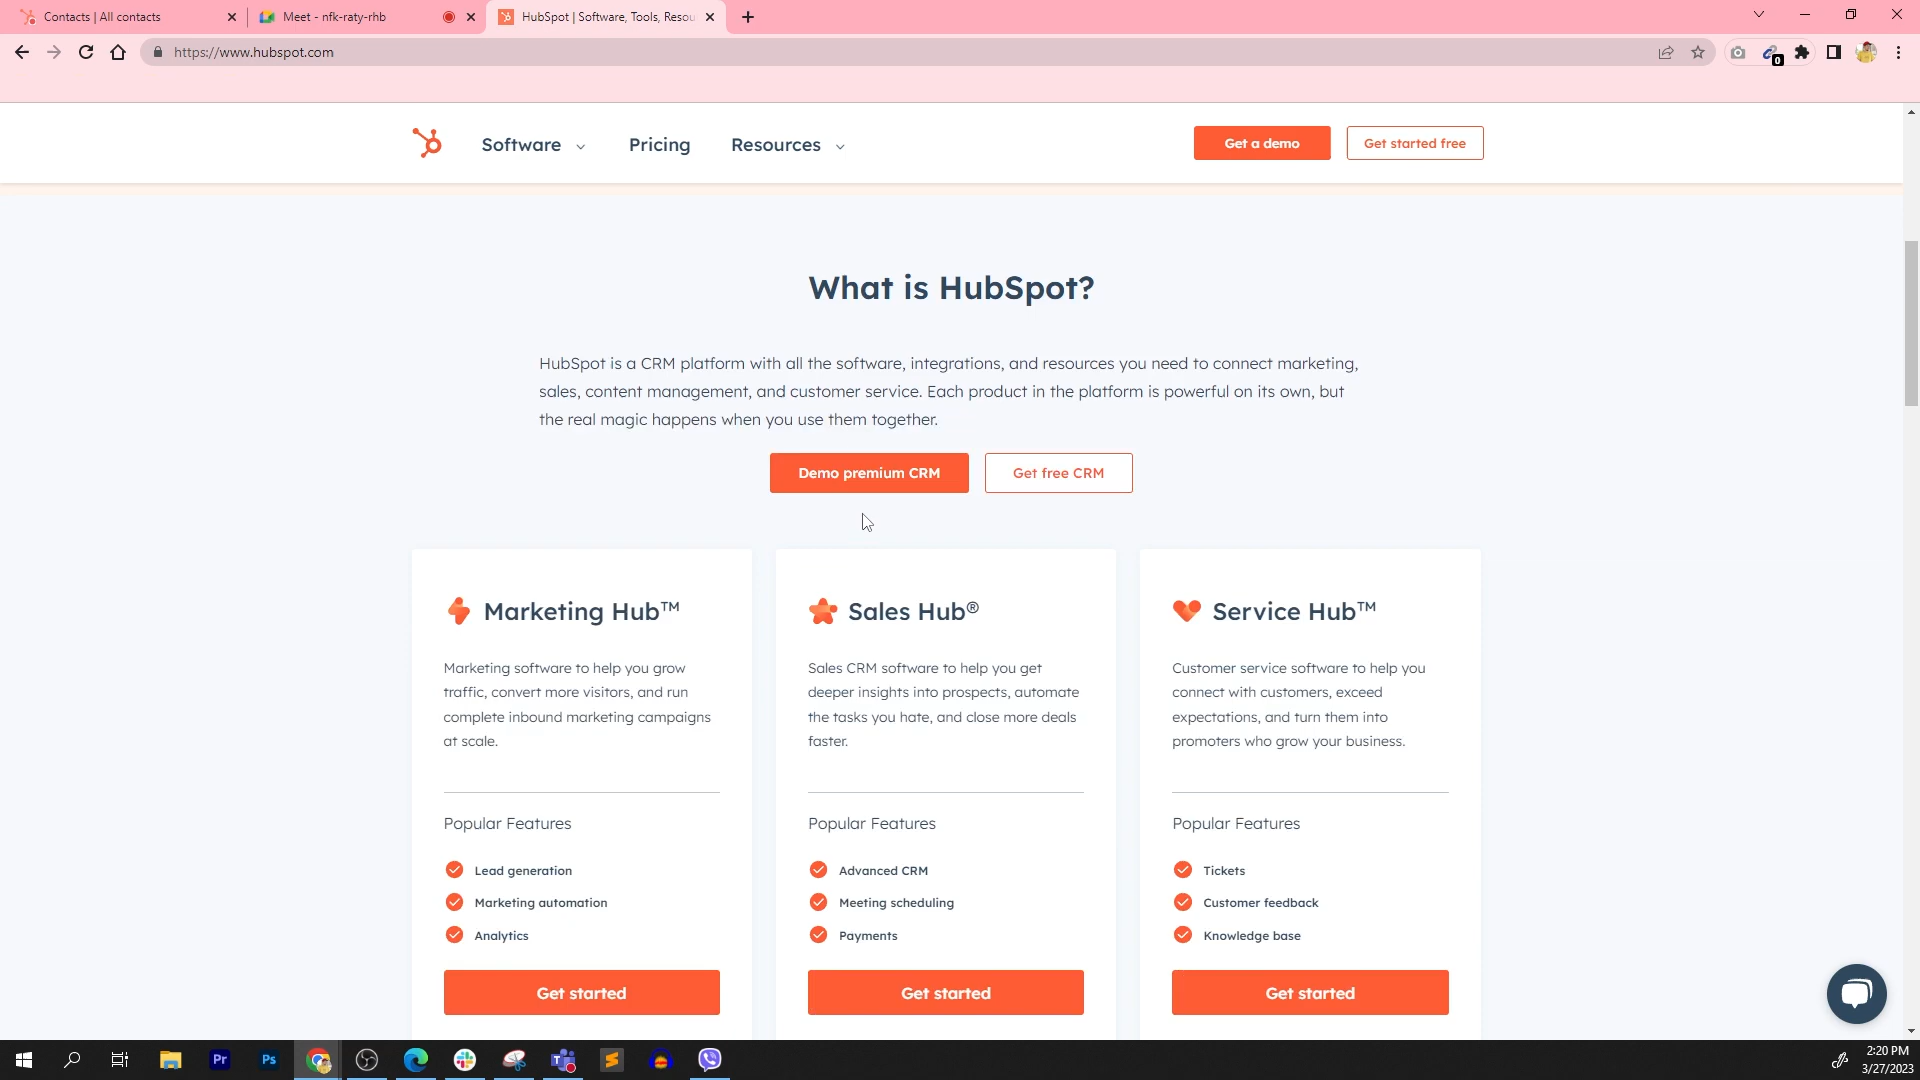 Contacts | All contacts
Meet - nfk-raty-rhb
HubSpot | Software, Tools, Resou
https://www.hubspot.com
0
Software
Pricing
Resources
Get a demo
Get started free
What is HubSpot?
HubSpot is a CRM platform with all the software, integrations, and resources you need to connect marketing,
sales, content management, and customer service. Each product in the platform is powerful on its own, but
the real magic happens when you use them together.
Demo premium CRM
Get free CRM
Marketing Hub™
Marketing software to help you grow
traffic, convert more visitors, and run
complete inbound marketing campaigns
at scale.
Popular Features
Lead generation
Marketing automation
Analytics
Get started
Sales Hub®
Sales CRM software to help you get
deeper insights into prospects, automate
the tasks you hate, and close more deals
faster.
Popular Features
Advanced CRM
Meeting scheduling
Payments
Get started
Service Hub™
Customer service software to help you
connect with customers, exceed
expectations, and turn them into
promoters who grow your business.
Popular Features
Tickets
Customer feedback
Knowledge base
Get started
Pr
Ps
2:20 PM
3/27/2023